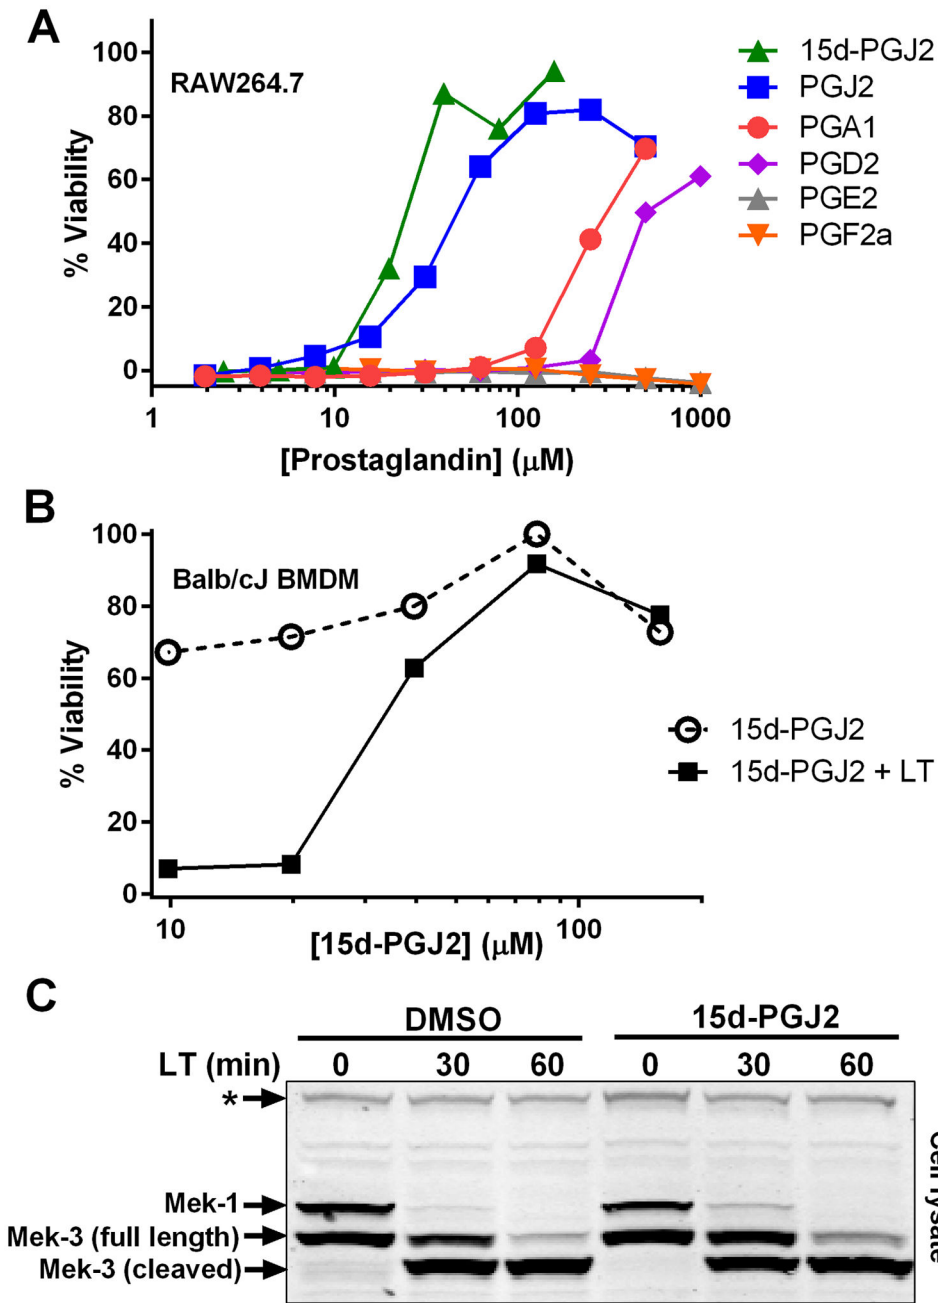 A
RAW264.7
% Viability
100
80
60
40
20
0
1
10
100
1000
[Prostaglandin] (μM)
15d-PGJ2
PGJ2
PGA1
PGD2
PGE2
PGF2a
B
Balb/cJ BMDM
% Viability
100
80
60
40
20
0
10
100
[15d-PGJ2] (μM)
15d-PGJ2
15d-PGJ2 + LT
C
DMSO 15d-PGJ2
LT (min) 0 30 60 0 30 60
*
Mek-1
Mek-3 (full length)
Mek-3 (cleaved)
Cell lysate